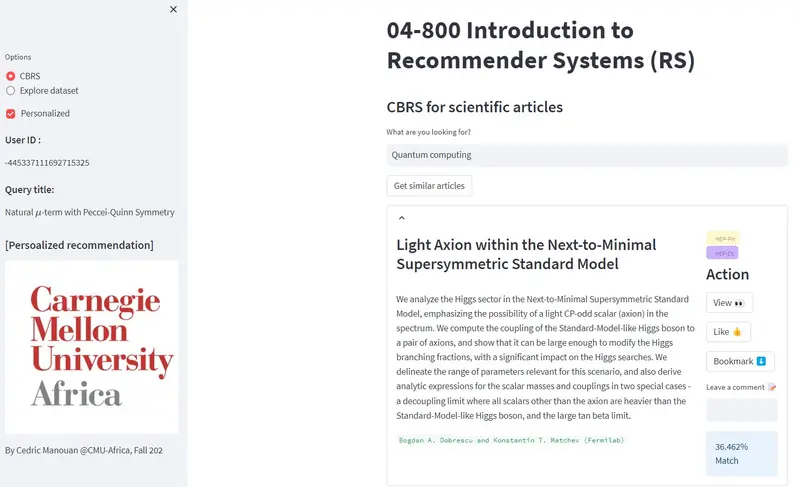 Options
CBRS
Explore dataset
Personalized
User ID :
-445337111692715325
Query title:
Natural μ-term with Peccei-Quinn Symmetry
[Persoalized recommendation]
Carnegie
Mellon
University
Africa
By Cedric Manouan @CMU-Africa, Fall 202
04-800 Introduction to
Recommender Systems (RS)
CBRS for scientific articles
What are you looking for?
Quantum computing
Get similar articles
Light Axion within the Next-to-Minimal
Supersymmetric Standard Model
We analyze the Higgs sector in the Next-to-Minimal Supersymmetric Standard
Model, emphasizing the possibility of a light CP-odd scalar (axion) in the
spectrum. We compute the coupling of the Standard-Model-like Higgs boson to
a pair of axions, and show that it can be large enough to modify the Higgs
branching fractions, with a significant impact on the Higgs searches. We
delineate the range of parameters relevant for this scenario, and also derive
analytic expressions for the scalar masses and couplings in two special cases -
a decoupling limit where all scalars other than the axion are heavier than the
Standard-Model-like Higgs boson, and the large tan beta limit.
Bogdan A. Dobrescu and Konstantin T. Matchev (Fermilab)
HEP-PH
HEP-EX
Action
View 👀
Like 👍
Bookmark ⬇️
Leave a comment 📝
36.462%
Match